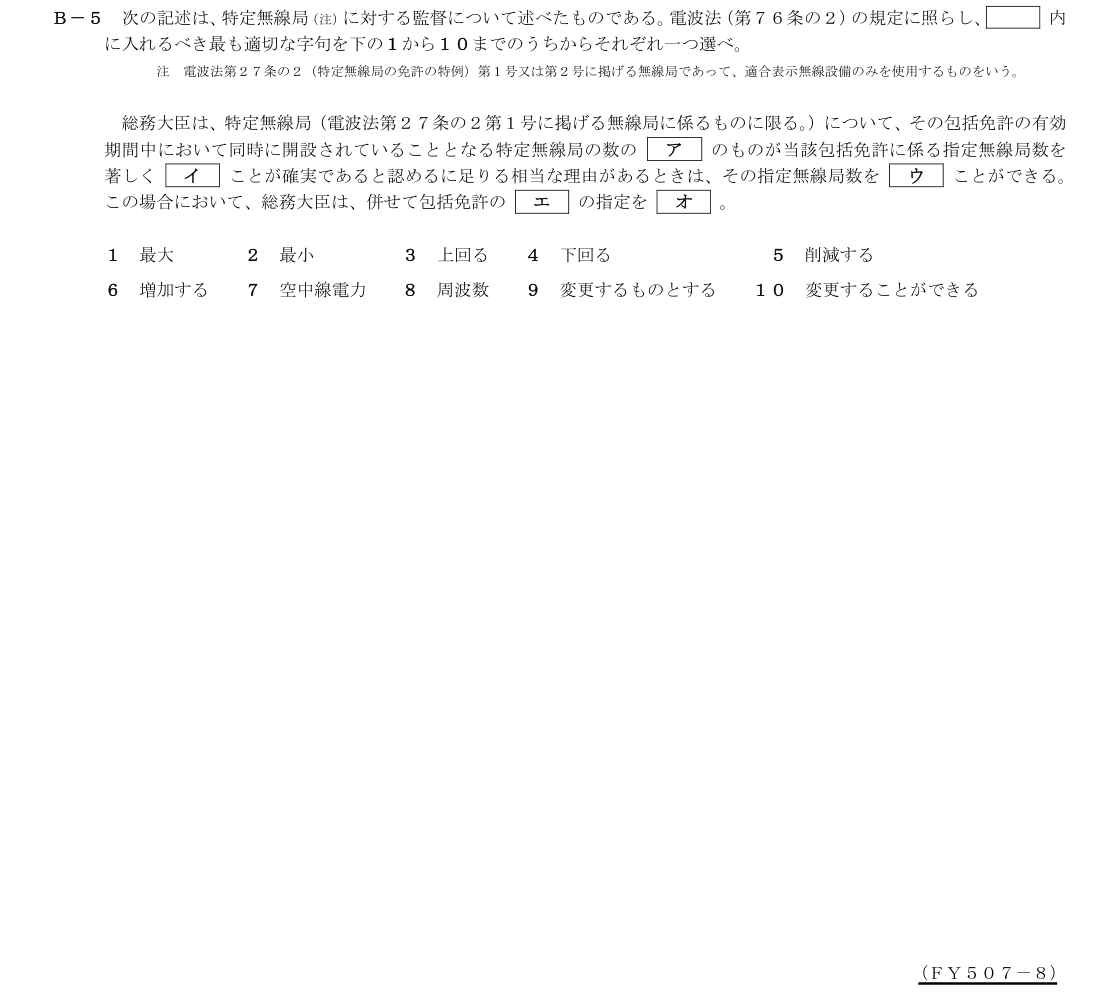 B－5 次の記述は、特定無線局(注)に対する監督について述べたものである。電波法（第７６条の２）の規定に照らし、 内
に入れるべき最も適切な字句を下の1から10までのうちからそれぞれ一つ選べ。
注 電波法第２７条の２（特定無線局の免許の特例）第１号又は第２号に掲げる無線局であって、適合表示無線設備のみを使用するものをいう。
総務大臣は、特定無線局（電波法第２７条の２第１号に掲げる無線局に係るものに限る。）について、その包括免許の有効
期間中において同時に開設されていることとなる特定無線局の数の ア のものが当該包括免許に係る指定無線局数を
著しく イ ことが確実であると認めるに足りる相当な理由があるときは、その指定無線局数を ウ ことができる。
この場合において、総務大臣は、併せて包括免許の エ の指定を オ 。
1 最大 2 最小 3 上回る 4 下回る 5 削減する
6 増加する 7 空中線電力 8 周波数 9 変更するものとする 10 変更することができる
(ＦＹ５０７－８)